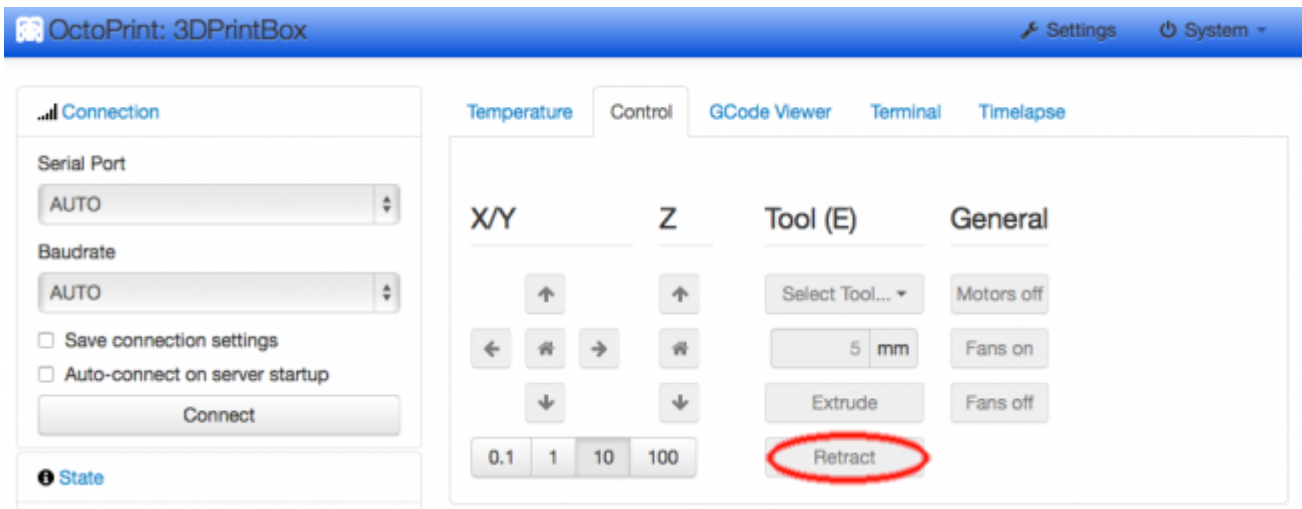 OctoPrint: 3DPrintBox
Settings
System
Connection
Serial Port
AUTO
Baudrate
AUTO
Save connection settings
Auto-connect on server startup
Connect
State
Temperature
Control
GCode Viewer
Terminal
Timelapse
X/Y
Z
Tool (E)
General
Select Tool...
Motors off
5 mm
Fans on
Extrude
Fans off
0.1 1 10 100
Retract